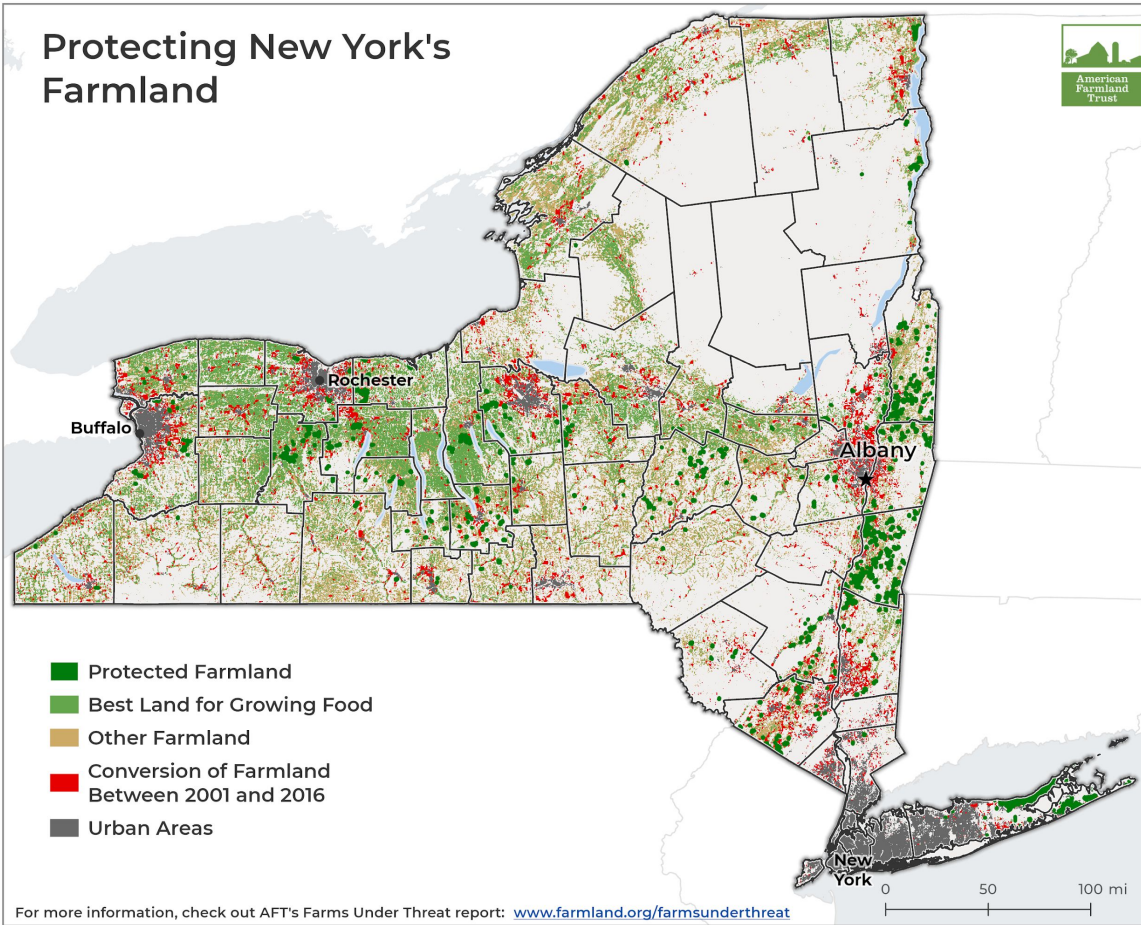 Protecting New York's
Farmland
American
Farmland
Trust
Rochester
Buffalo
Albany
Protected Farmland
Best Land for Growing Food
Other Farmland
Conversion of Farmland
Between 2001 and 2016
Urban Areas
New
York
0 50 100 mi
For more information, check out AFT's Farms Under Threat report: www.farmland.org/farmsunderthreat